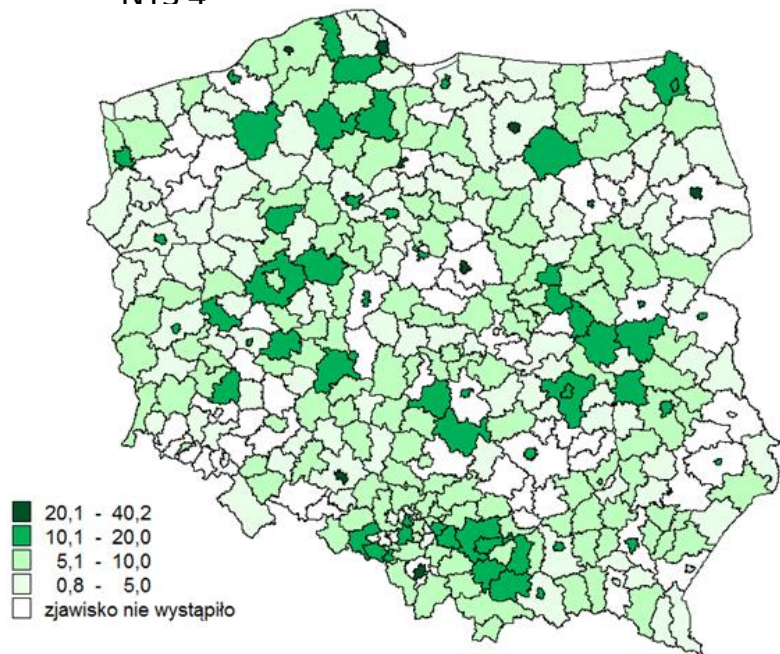 20,1 - 40,2
10,1 - 20,0
5,1 - 10,0
0,8 - 5,0
zjawisko nie wystąpiło